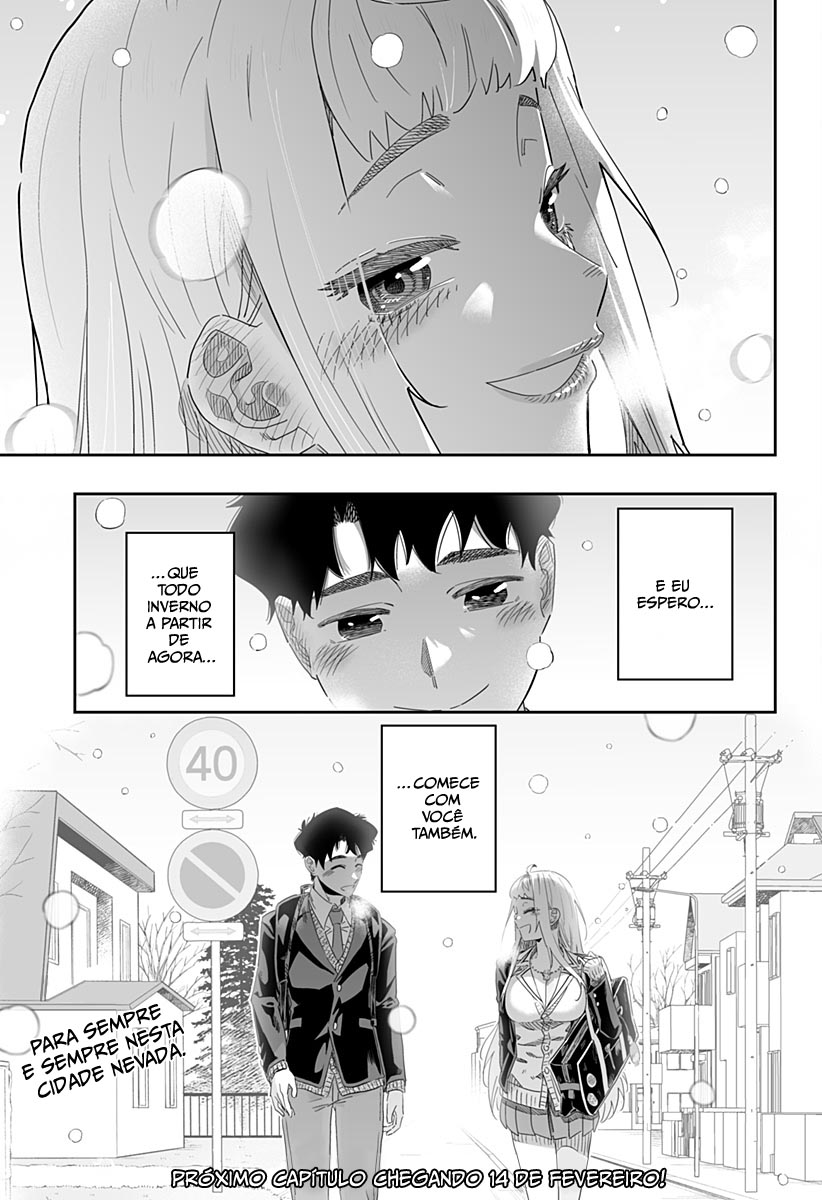 E EU
ESPERO...
...QUE
TODO
INVERNO
A PARTIR
DE
AGORA...
...COMECE
COM
VOCÊ
TAMBÉM.
40
PARA SEMPRE
E SEMPRE NESTA
CIDADE NEVADA.
PRÓXIMO CAPÍTULO CHEGANDO 14 DE FEVEREIRO!